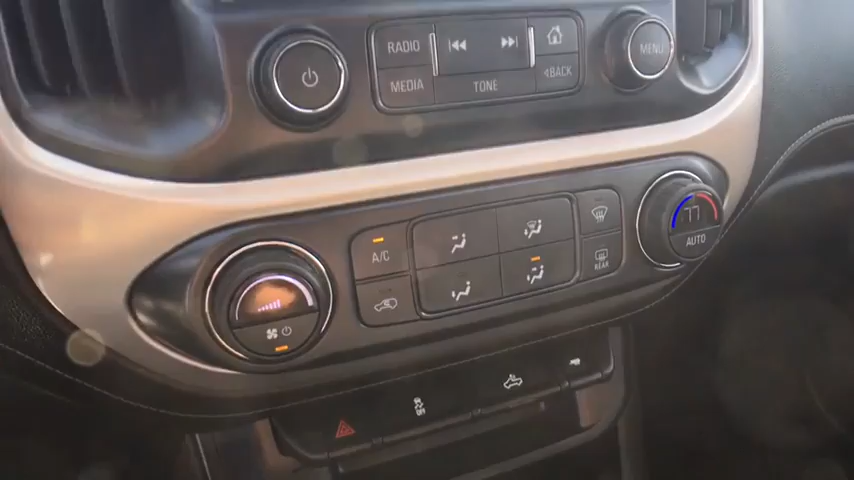 RADIO
MENU
MEDIA
TONE
BACK
77
A/C
AUTO
REAR